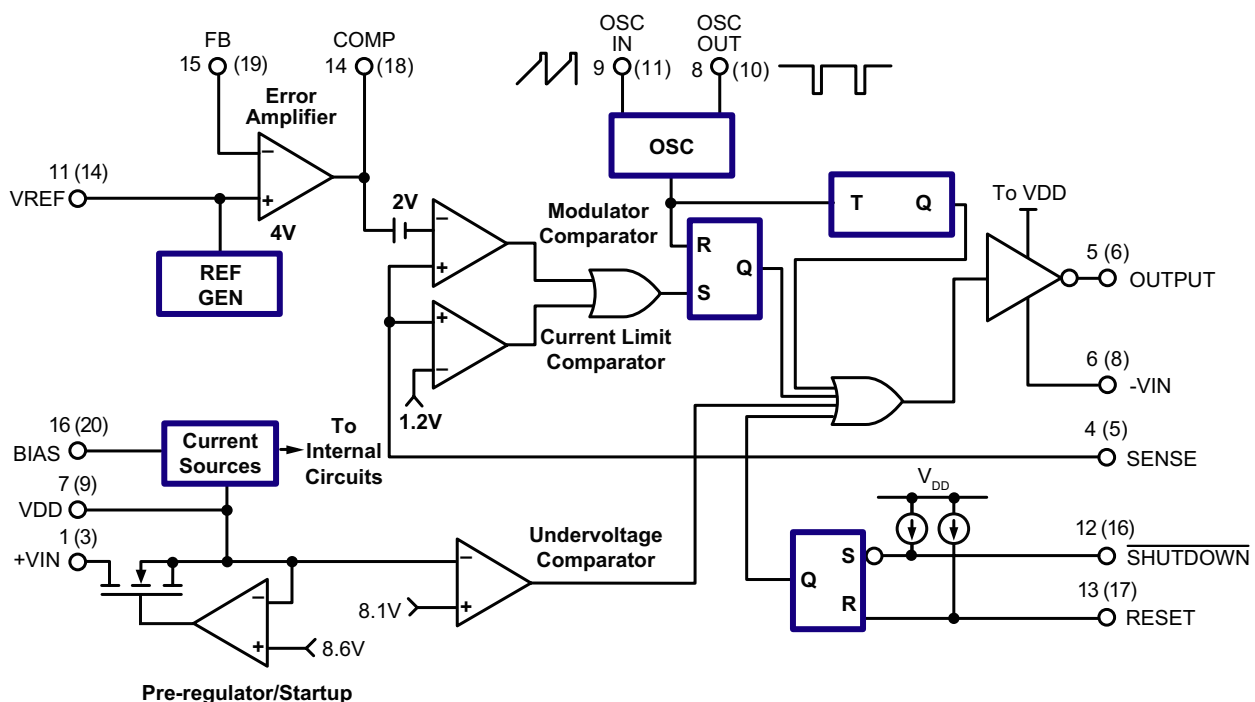 FB
15 (19)
COMP
14 (18)
OSC
IN
9 (11)
OSC
OUT
8 (10)
Error
Amplifier
OSC
11 (14)
VREF
−
+
4V
2V
Modulator
Comparator
T Q
To VDD
REF
GEN
−
+
R
Q
S
5 (6)
OUTPUT
+
−
Current Limit
Comparator
1.2V
6 (8)
-VIN
16 (20)
BIAS
Current
Sources
To
Internal
Circuits
4 (5)
SENSE
7 (9)
VDD
VDD
1 (3)
+VIN
Undervoltage
Comparator
−
+
8.1V
S
Q
R
12 (16)
SHUTDOWN
13 (17)
RESET
−
+
8.6V
Pre-regulator/Startup